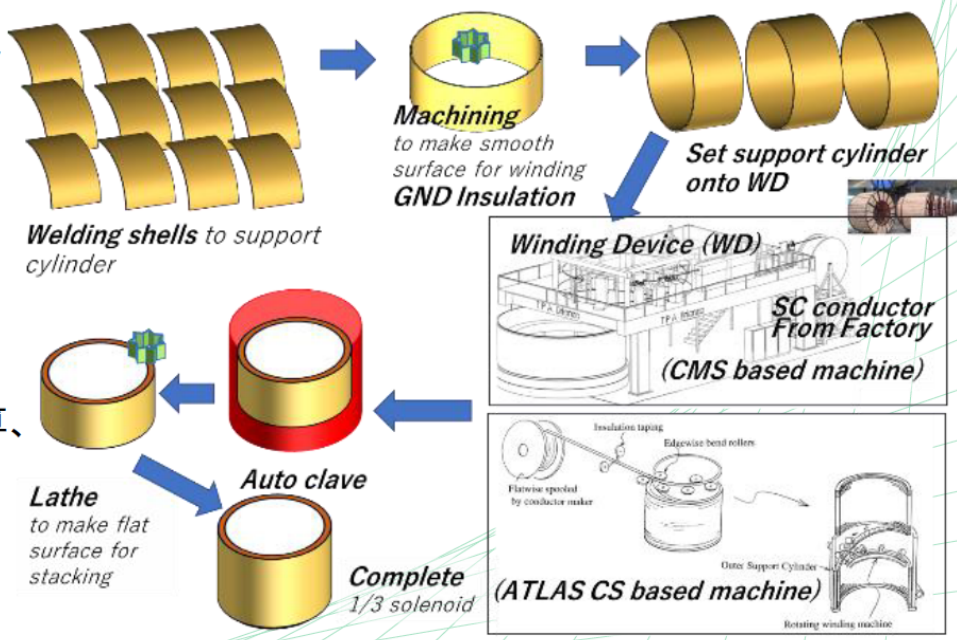 Machining
to make smooth
surface for winding
GND Insulation
Set support cylinder
onto WD
Welding shells to support
cylinder
Winding Device (WD)
SC conductor
From Factory
(CMS based machine)
、
Auto clave
Lathe
to make flat
surface for
stacking
Complete
1/3 solenoid
Insulation taping
Edgewise bend rollers
Flatwise spooled
by conductor maker
Outer Support Cylinder
Rotating winding machine
(ATLAS CS based machine)